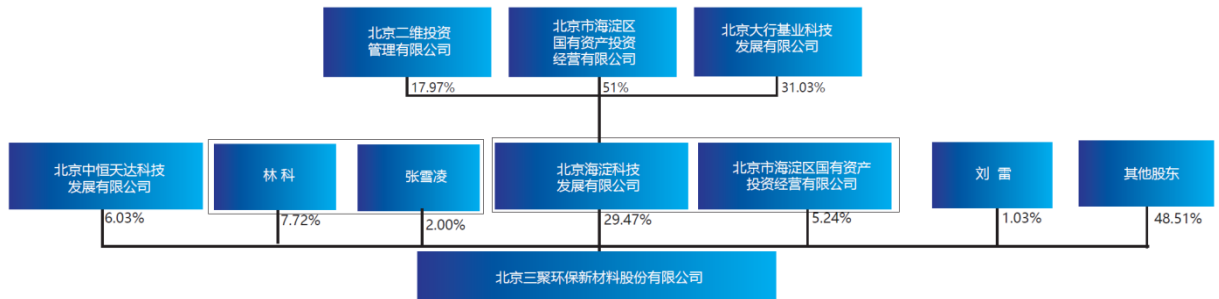 北京二维投资
管理有限公司
北京市海淀区
国有资产投资
经营有限公司
北京大行基业科技
发展有限公司
17.97%
51%
31.03%
北京中恒天达科技
发展有限公司
林 科
张雪凌
北京海淀科技
发展有限公司
北京市海淀区国有资产
投资经营有限公司
刘 雷
其他股东
6.03%
7.72%
2.00%
29.47%
5.24%
1.03%
48.51%
北京三聚环保新材料股份有限公司